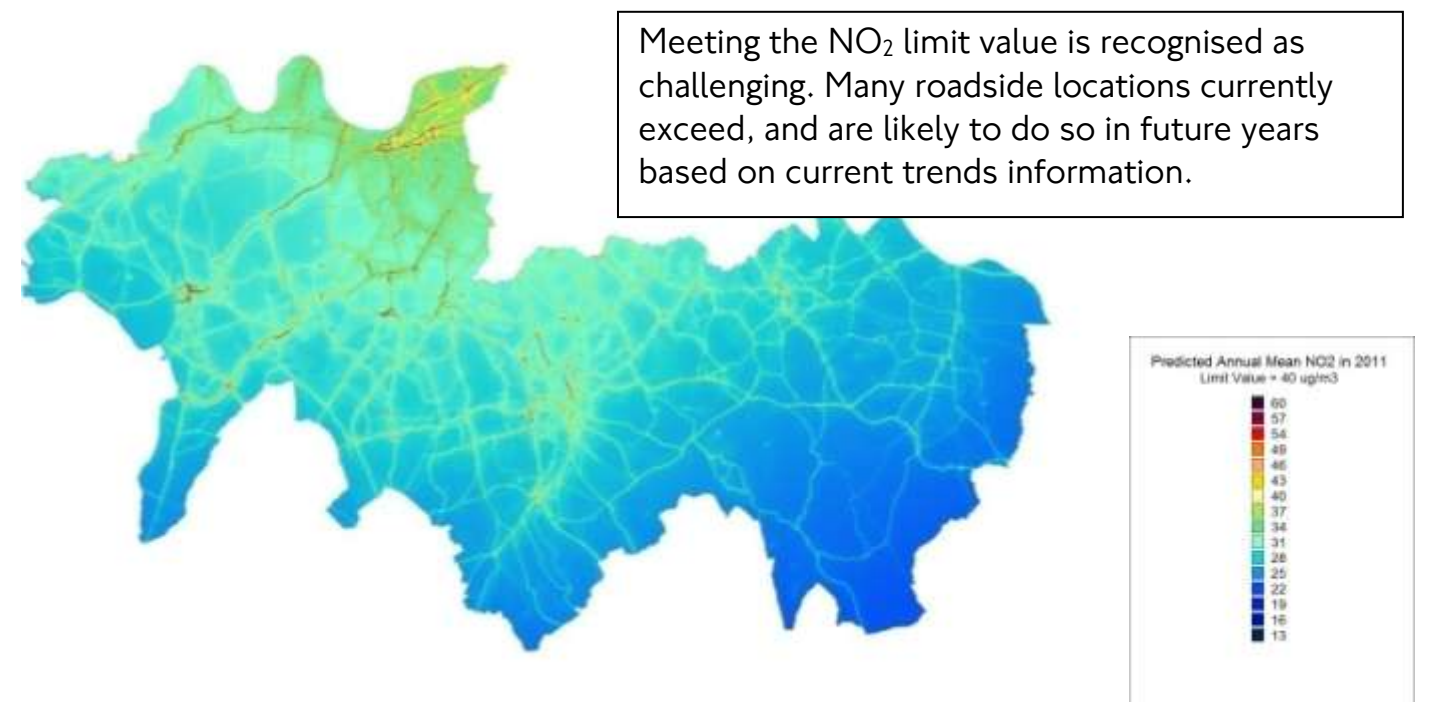 Meeting the NO₂ limit value is recognised as
challenging. Many roadside locations currently
exceed, and are likely to do so in future years
based on current trends information.
Predicted Annual Mean NO2 in 2011
Limit Value = 40 ug/m3
60
57
54
49
46
43
40
37
34
31
28
25
22
19
16
13